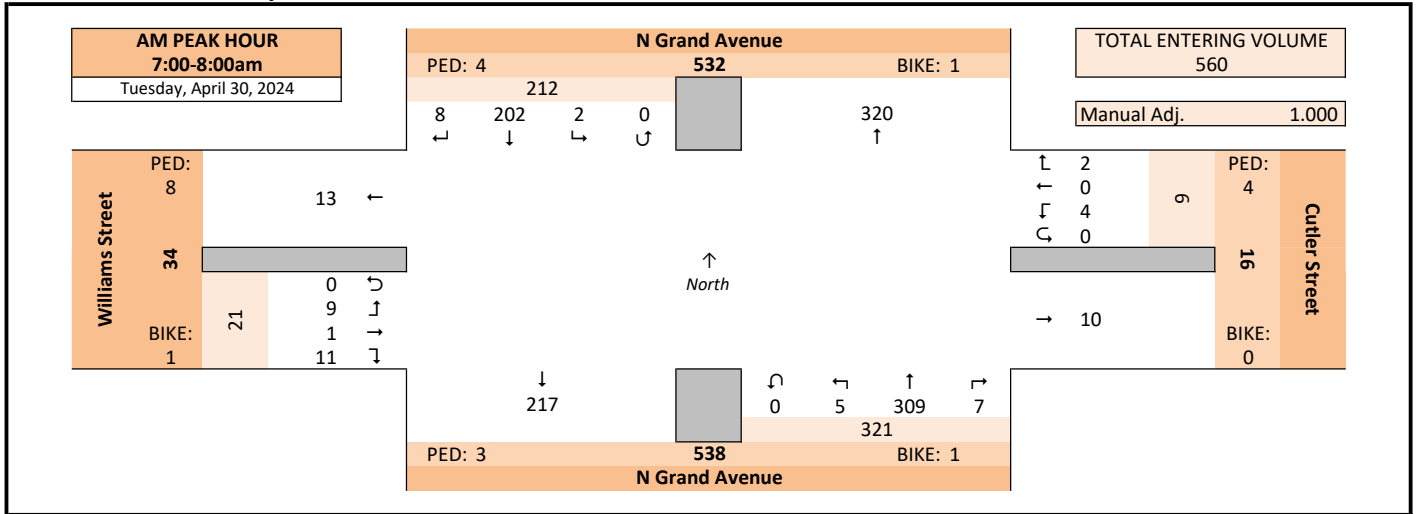 AM PEAK HOUR
7:00-8:00am
Tuesday, April 30, 2024
N Grand Avenue
PED: 4 532 BIKE: 1
212
8 202 2 0
↵ ↓ ↳ ↺
320
↑
TOTAL ENTERING VOLUME
560
Manual Adj. 1.000
Williams Street
PED:
8
34
BIKE:
1
13 ←
21
0 ⮌
9 ↰
1 →
11 ↴
↑
North
↱ 2
← 0
↲ 4
⮎ 0
6
PED:
4
16
BIKE:
0
Cutler Street
→ 10
↓
217
↶ ↰ ↑ ↱
0 5 309 7
321
PED: 3 538 BIKE: 1
N Grand Avenue